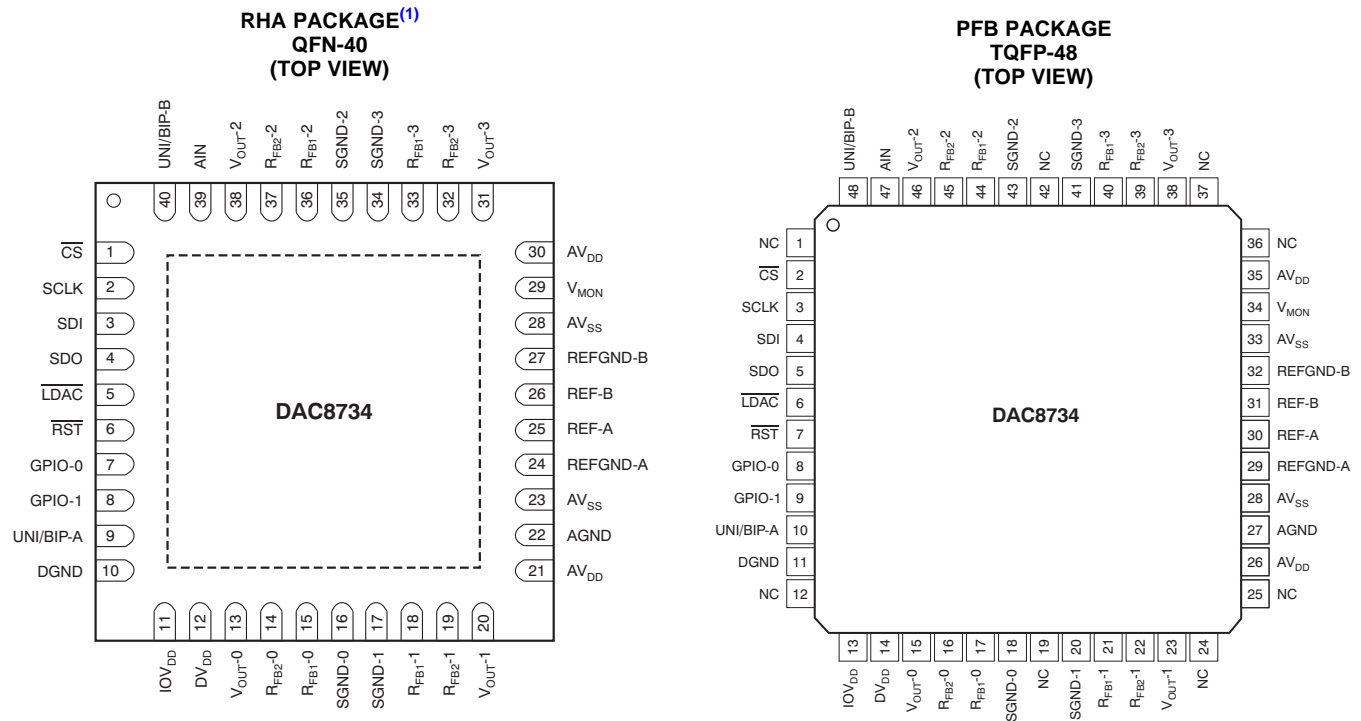 RHA PACKAGE(1)
QFN-40
(TOP VIEW)
UNI/BIP-B
AIN
VOUT-2
RFB2-2
RFB1-2
SGND-2
SGND-3
RFB1-3
RFB2-3
VOUT-3
40 39 38 37 36 35 34 33 32 31
CS 1
SCLK 2
SDI 3
SDO 4
LDAC 5
RST 6
GPIO-0 7
GPIO-1 8
UNI/BIP-A 9
DGND 10
DAC8734
30 AVDD
29 VMON
28 AVSS
27 REFGND-B
26 REF-B
25 REF-A
24 REFGND-A
23 AVSS
22 AGND
21 AVDD
11 12 13 14 15 16 17 18 19 20
IOVDD
DVDD
VOUT-0
RFB2-0
RFB1-0
SGND-0
SGND-1
RFB1-1
RFB2-1
VOUT-1
PFB PACKAGE
TQFP-48
(TOP VIEW)
UNI/BIP-B
AIN
VOUT-2
RFB2-2
RFB1-2
SGND-2
NC
SGND-3
RFB1-3
RFB2-3
VOUT-3
NC
48 47 46 45 44 43 42 41 40 39 38 37
NC 1
CS 2
SCLK 3
SDI 4
SDO 5
LDAC 6
RST 7
GPIO-0 8
GPIO-1 9
UNI/BIP-A 10
DGND 11
NC 12
DAC8734
36 NC
35 AVDD
34 VMON
33 AVSS
32 REFGND-B
31 REF-B
30 REF-A
29 REFGND-A
28 AVSS
27 AGND
26 AVDD
25 NC
13 14 15 16 17 18 19 20 21 22 23 24
IOVDD
DVDD
VOUT-0
RFB2-0
RFB1-0
SGND-0
NC
SGND-1
RFB1-1
RFB2-1
VOUT-1
NC